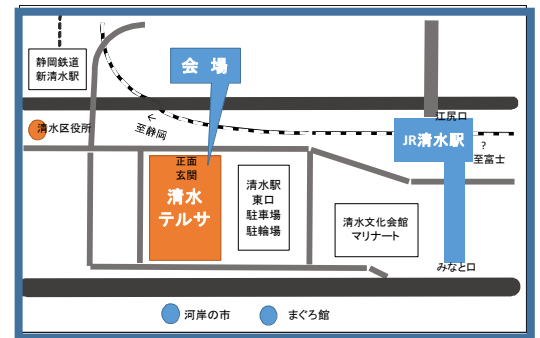 静岡鉄道
新清水駅
会 場
江尻口
清水区役所
←
至静岡
JR清水駅
?
至富士
正面
玄関
清水
テルサ
清水駅
東口
駐車場
駐輪場
清水文化会館
マリナート
みなと口
河岸の市
まぐろ館